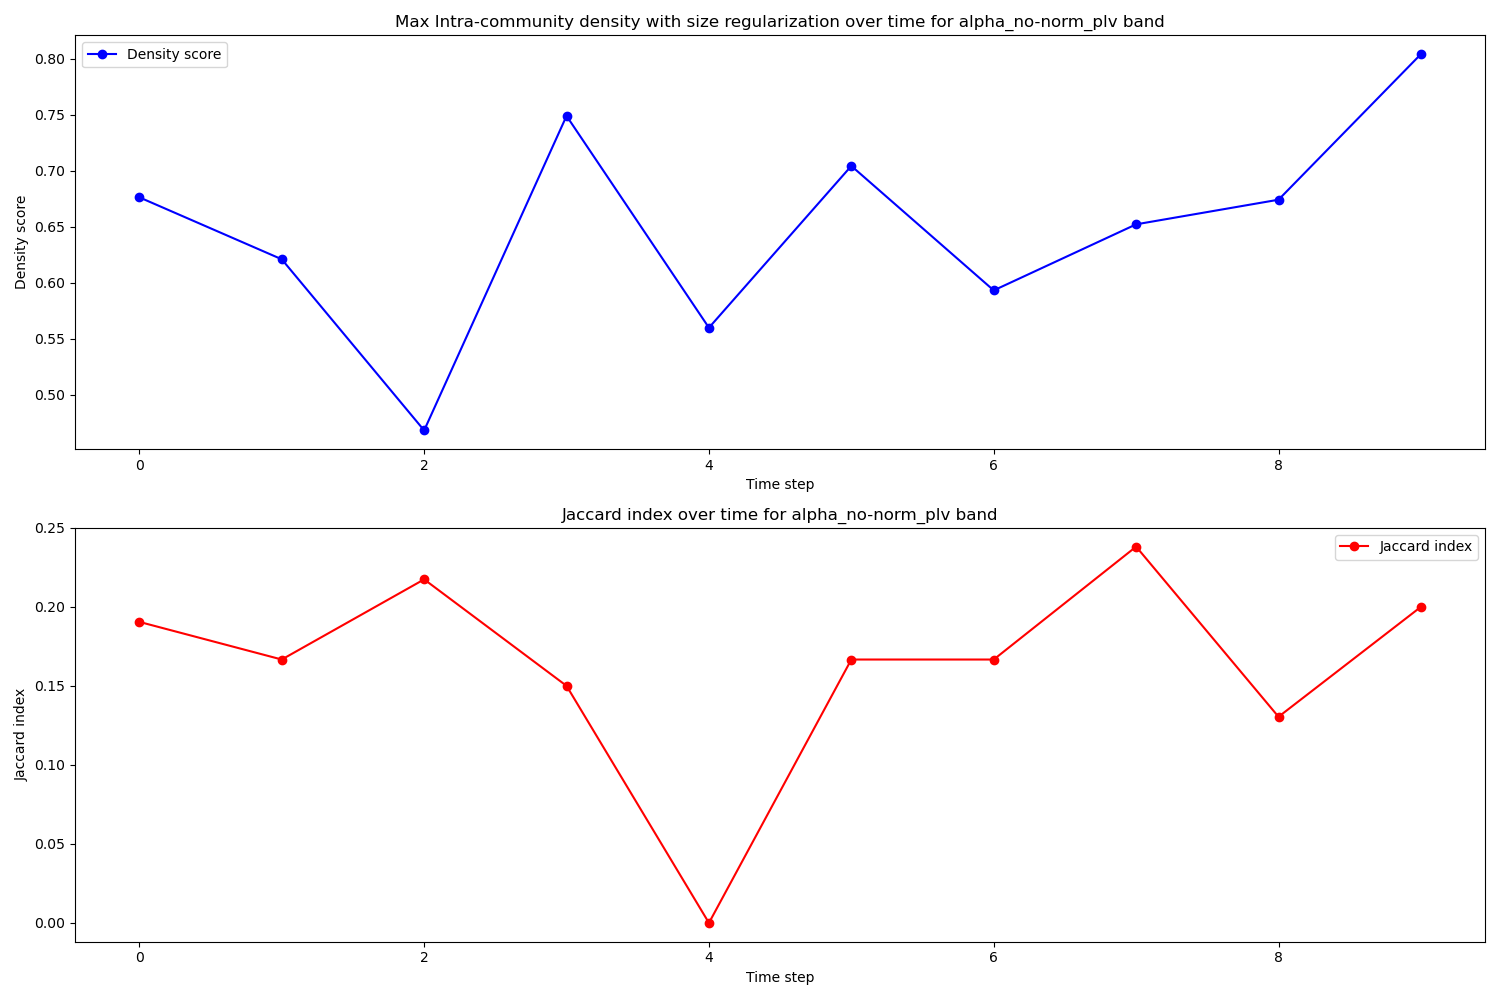 Max Intra-community density with size regularization over time for alpha_no-norm_plv band
Density score
0.80
0.75
0.70
0.65
0.60
0.55
0.50
Density score
0 2 4 6 8
Time step
Jaccard index over time for alpha_no-norm_plv band
Jaccard index
0.25
0.20
0.15
0.10
0.05
0.00
Jaccard index
0 2 4 6 8
Time step